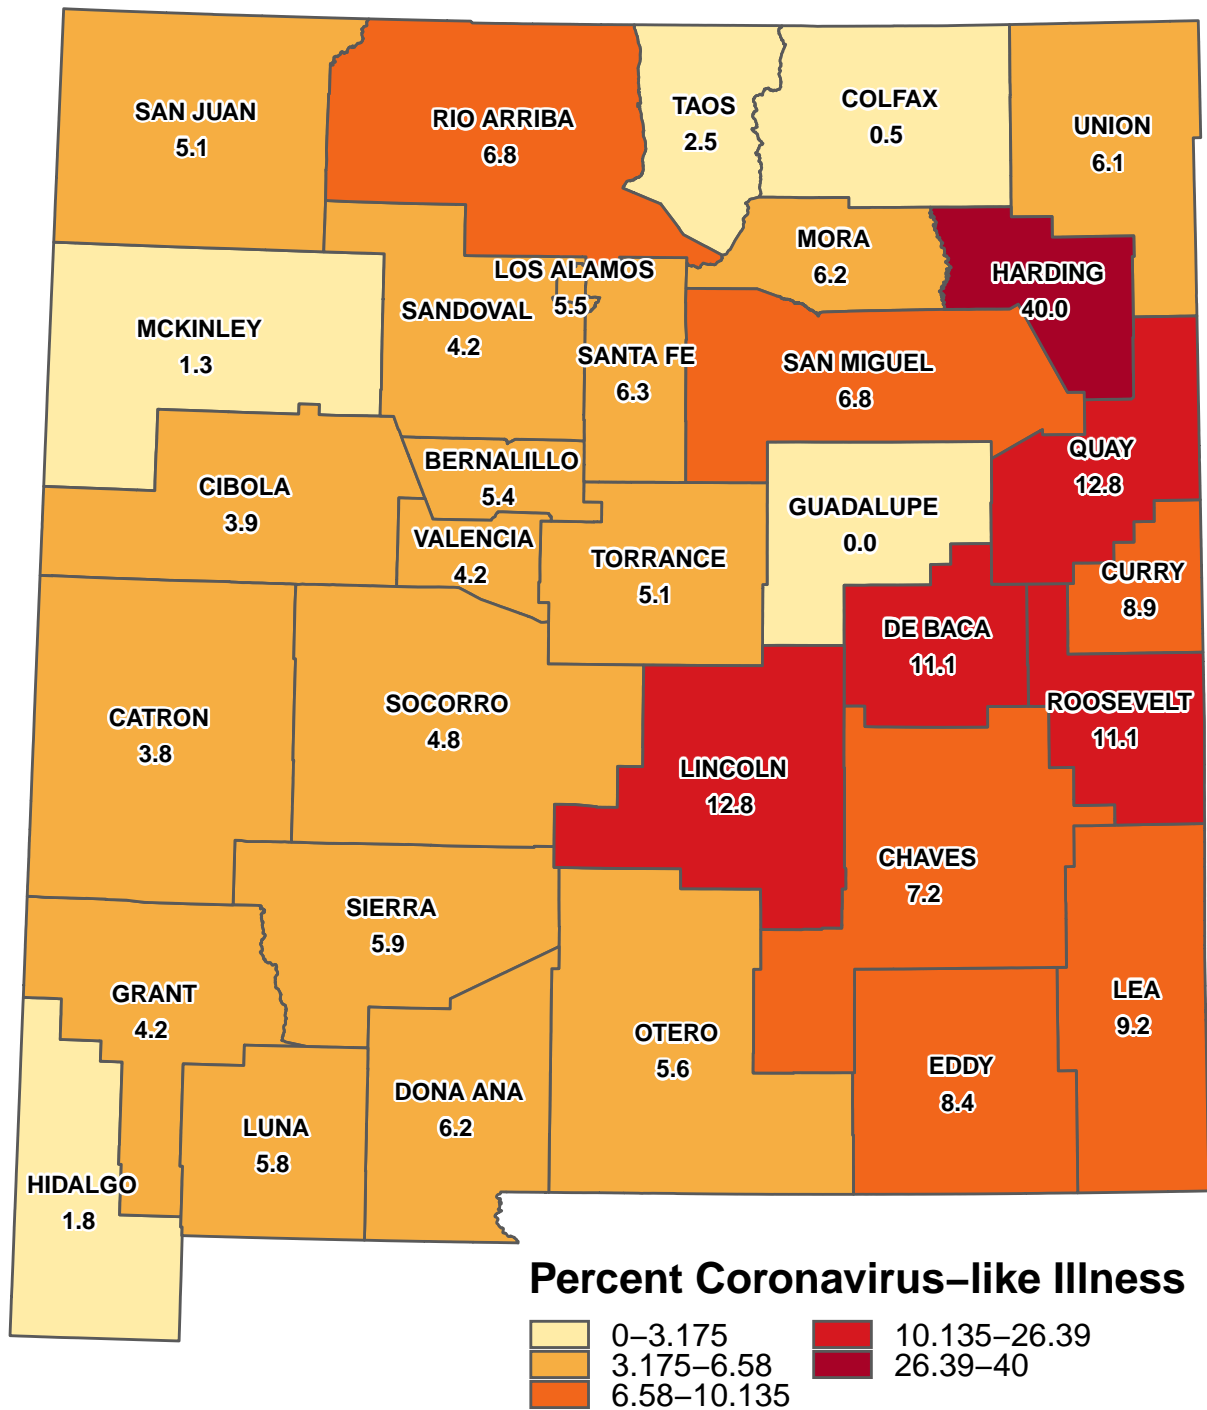 SAN JUAN
5.1
RIO ARRIBA
6.8
TAOS
2.5
COLFAX
0.5
UNION
6.1
MORA
6.2
HARDING
40.0
LOS ALAMOS
5.5
SANDOVAL
4.2
MCKINLEY
1.3
SANTA FE
6.3
SAN MIGUEL
6.8
QUAY
12.8
BERNALILLO
5.4
CIBOLA
3.9
GUADALUPE
0.0
VALENCIA
4.2
TORRANCE
5.1
CURRY
8.9
DE BACA
11.1
ROOSEVELT
11.1
SOCORRO
4.8
CATRON
3.8
LINCOLN
12.8
CHAVES
7.2
SIERRA
5.9
GRANT
4.2
LEA
9.2
OTERO
5.6
EDDY
8.4
DONA ANA
6.2
LUNA
5.8
HIDALGO
1.8
Percent Coronavirus−like Illness
0−3.175
3.175−6.58
6.58−10.135
10.135−26.39
26.39−40